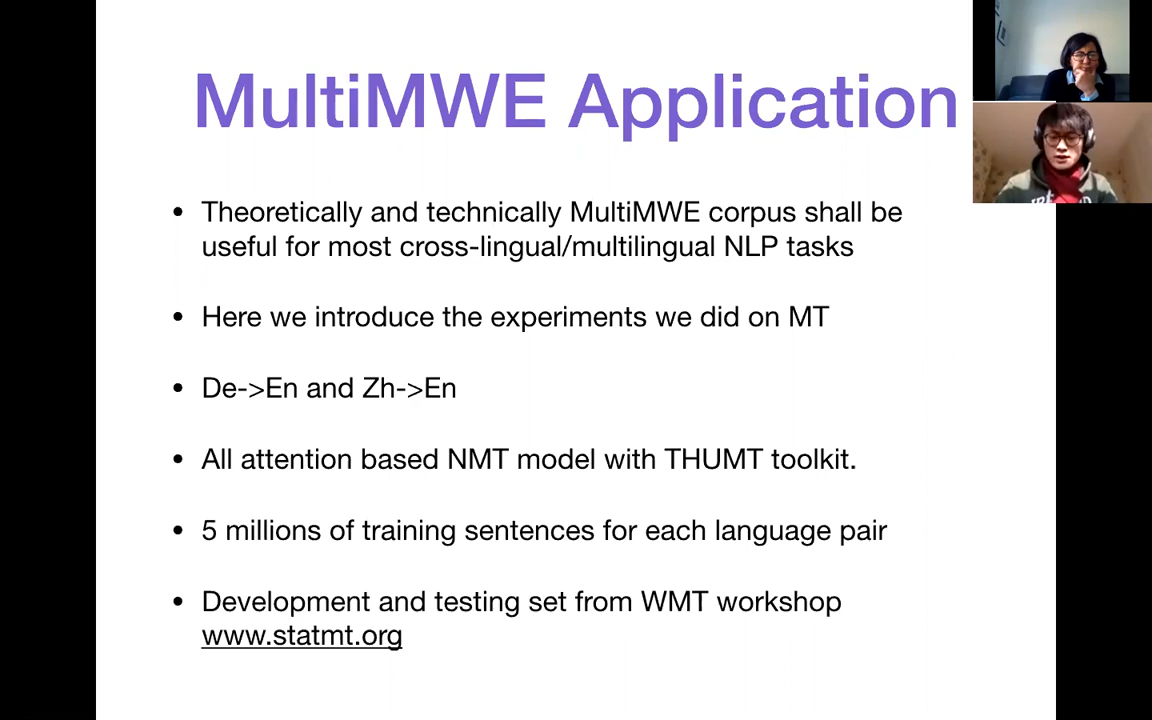 MultiMWE Application
• Theoretically and technically MultiMWE corpus shall be
useful for most cross-lingual/multilingual NLP tasks
• Here we introduce the experiments we did on MT
• De->En and Zh->En
• All attention based NMT model with THUMT toolkit.
• 5 millions of training sentences for each language pair
• Development and testing set from WMT workshop
www.statmt.org